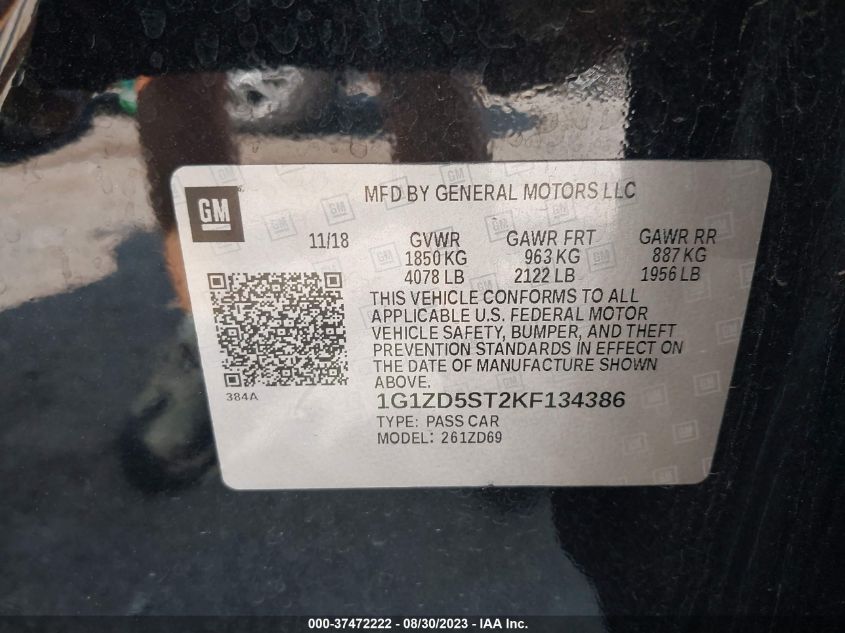 GM
MFD BY GENERAL MOTORS LLC
11/18 GVWR GAWR FRT GAWR RR
1850 KG 963 KG 887 KG
4078 LB 2122 LB 1956 LB
THIS VEHICLE CONFORMS TO ALL
APPLICABLE U.S. FEDERAL MOTOR
VEHICLE SAFETY, BUMPER, AND THEFT
PREVENTION STANDARDS IN EFFECT ON
THE DATE OF MANUFACTURE SHOWN
ABOVE.
384A
1G1ZD5ST2KF134386
TYPE: PASS CAR
MODEL: 261ZD69
000-37472222 - 08/30/2023 - IAA Inc.